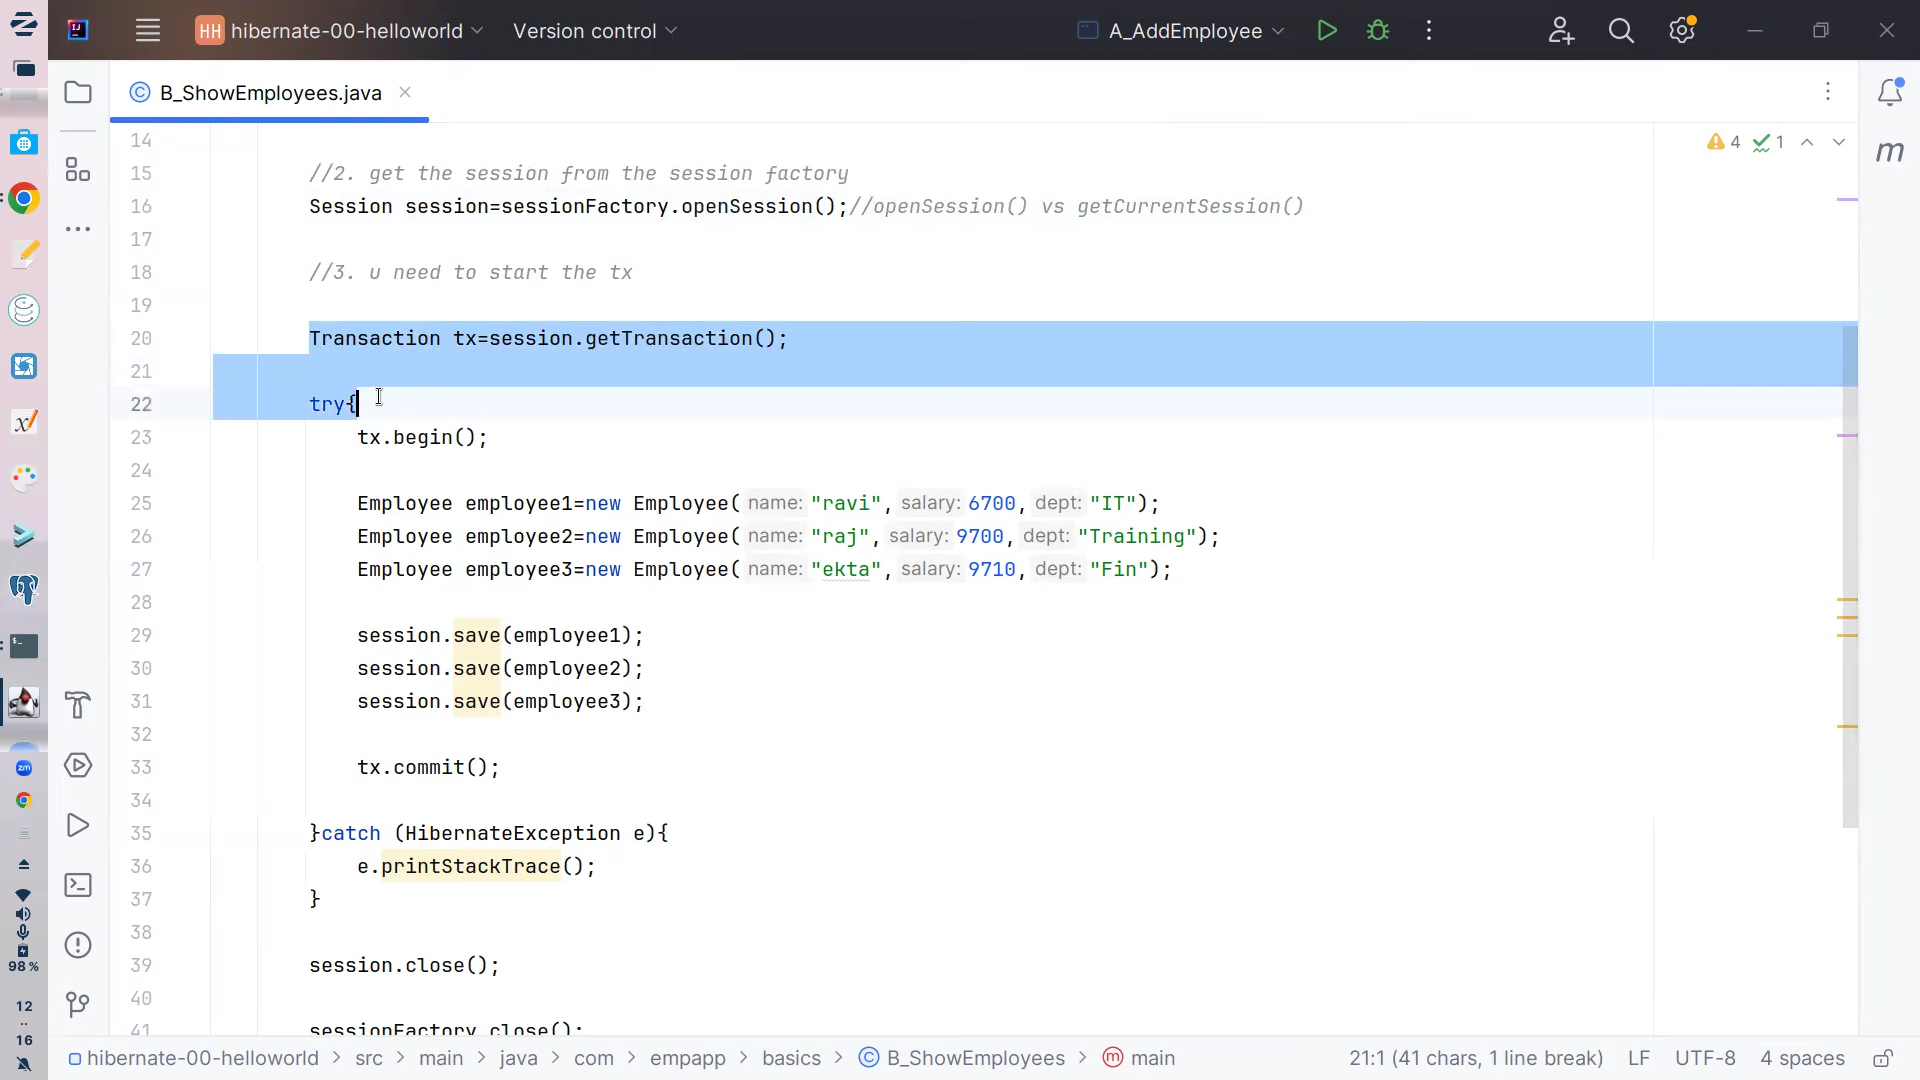 HH hibernate-00-helloworld Version control A_AddEmployee
B_ShowEmployees.java
4 1
14
15 //2. get the session from the session factory
16 Session session=sessionFactory.openSession();//openSession() vs getCurrentSession()
17
18 //3. u need to start the tx
19
20 Transaction tx=session.getTransaction();
21
22 try{
23 tx.begin();
24
25 Employee employee1=new Employee( name: "ravi", salary: 6700, dept: "IT");
26 Employee employee2=new Employee( name: "raj", salary: 9700, dept: "Training");
27 Employee employee3=new Employee( name: "ekta", salary: 9710, dept: "Fin");
28
29 session.save(employee1);
30 session.save(employee2);
31 session.save(employee3);
32
33 tx.commit();
34
35 }catch (HibernateException e){
36 e.printStackTrace();
37 }
38
39 session.close();
40
41 sessionFactory.close();
m
zm
98 %
12
..
16
hibernate-00-helloworld > src > main > java > com > empapp > basics > B_ShowEmployees > main 21:1 (41 chars, 1 line break) LF UTF-8 4 spaces